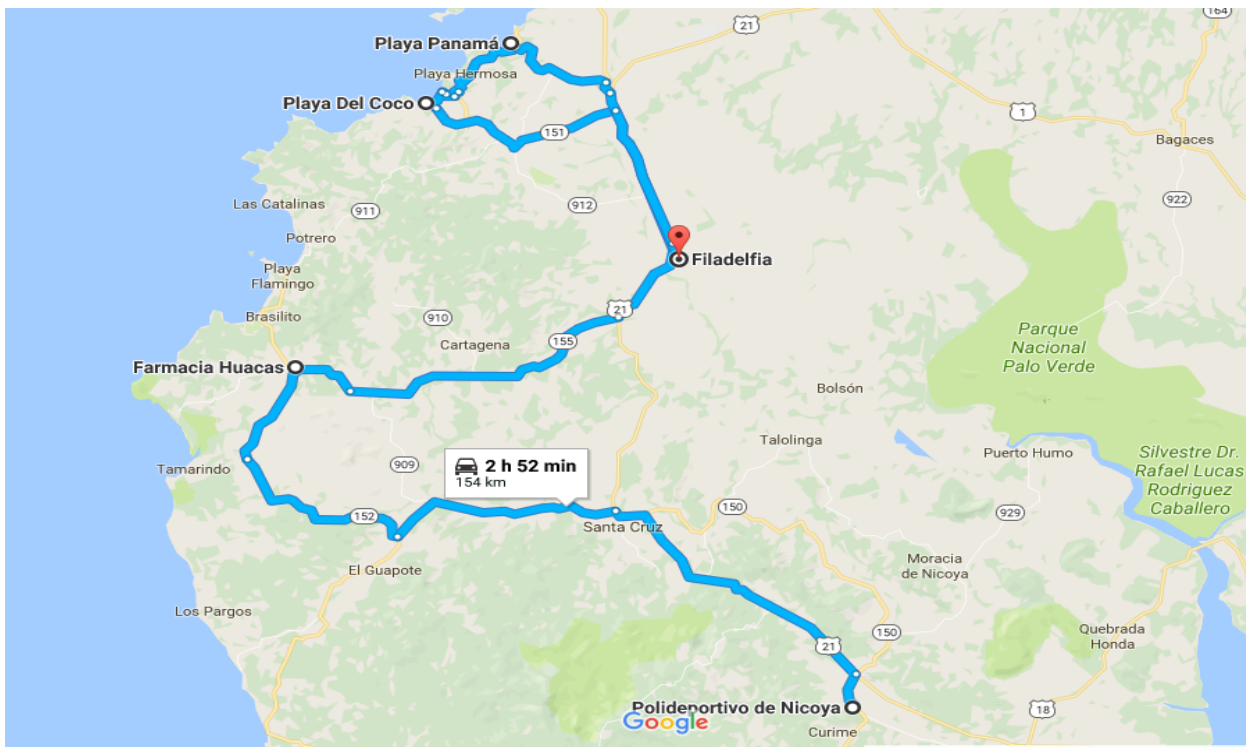 164
21
Playa Panamá
Playa Hermosa
Playa Del Coco
1
151
Bagaces
922
Las Catalinas
911
912
Potrero
Filadelfia
Playa
Flamingo
21
Brasilito
910
155
Cartagena
Parque
Nacional
Palo Verde
Farmacia Huacas
Bolsón
Talolinga
Puerto Humo
Silvestre Dr.
Rafael Lucas
Rodriguez
Caballero
Tamarindo
909
2 h 52 min
154 km
152
150
929
Santa Cruz
El Guapote
Moracia
de Nicoya
Los Pargos
150
21
Quebrada
Honda
Polideportivo de Nicoya
18
Google
Curime